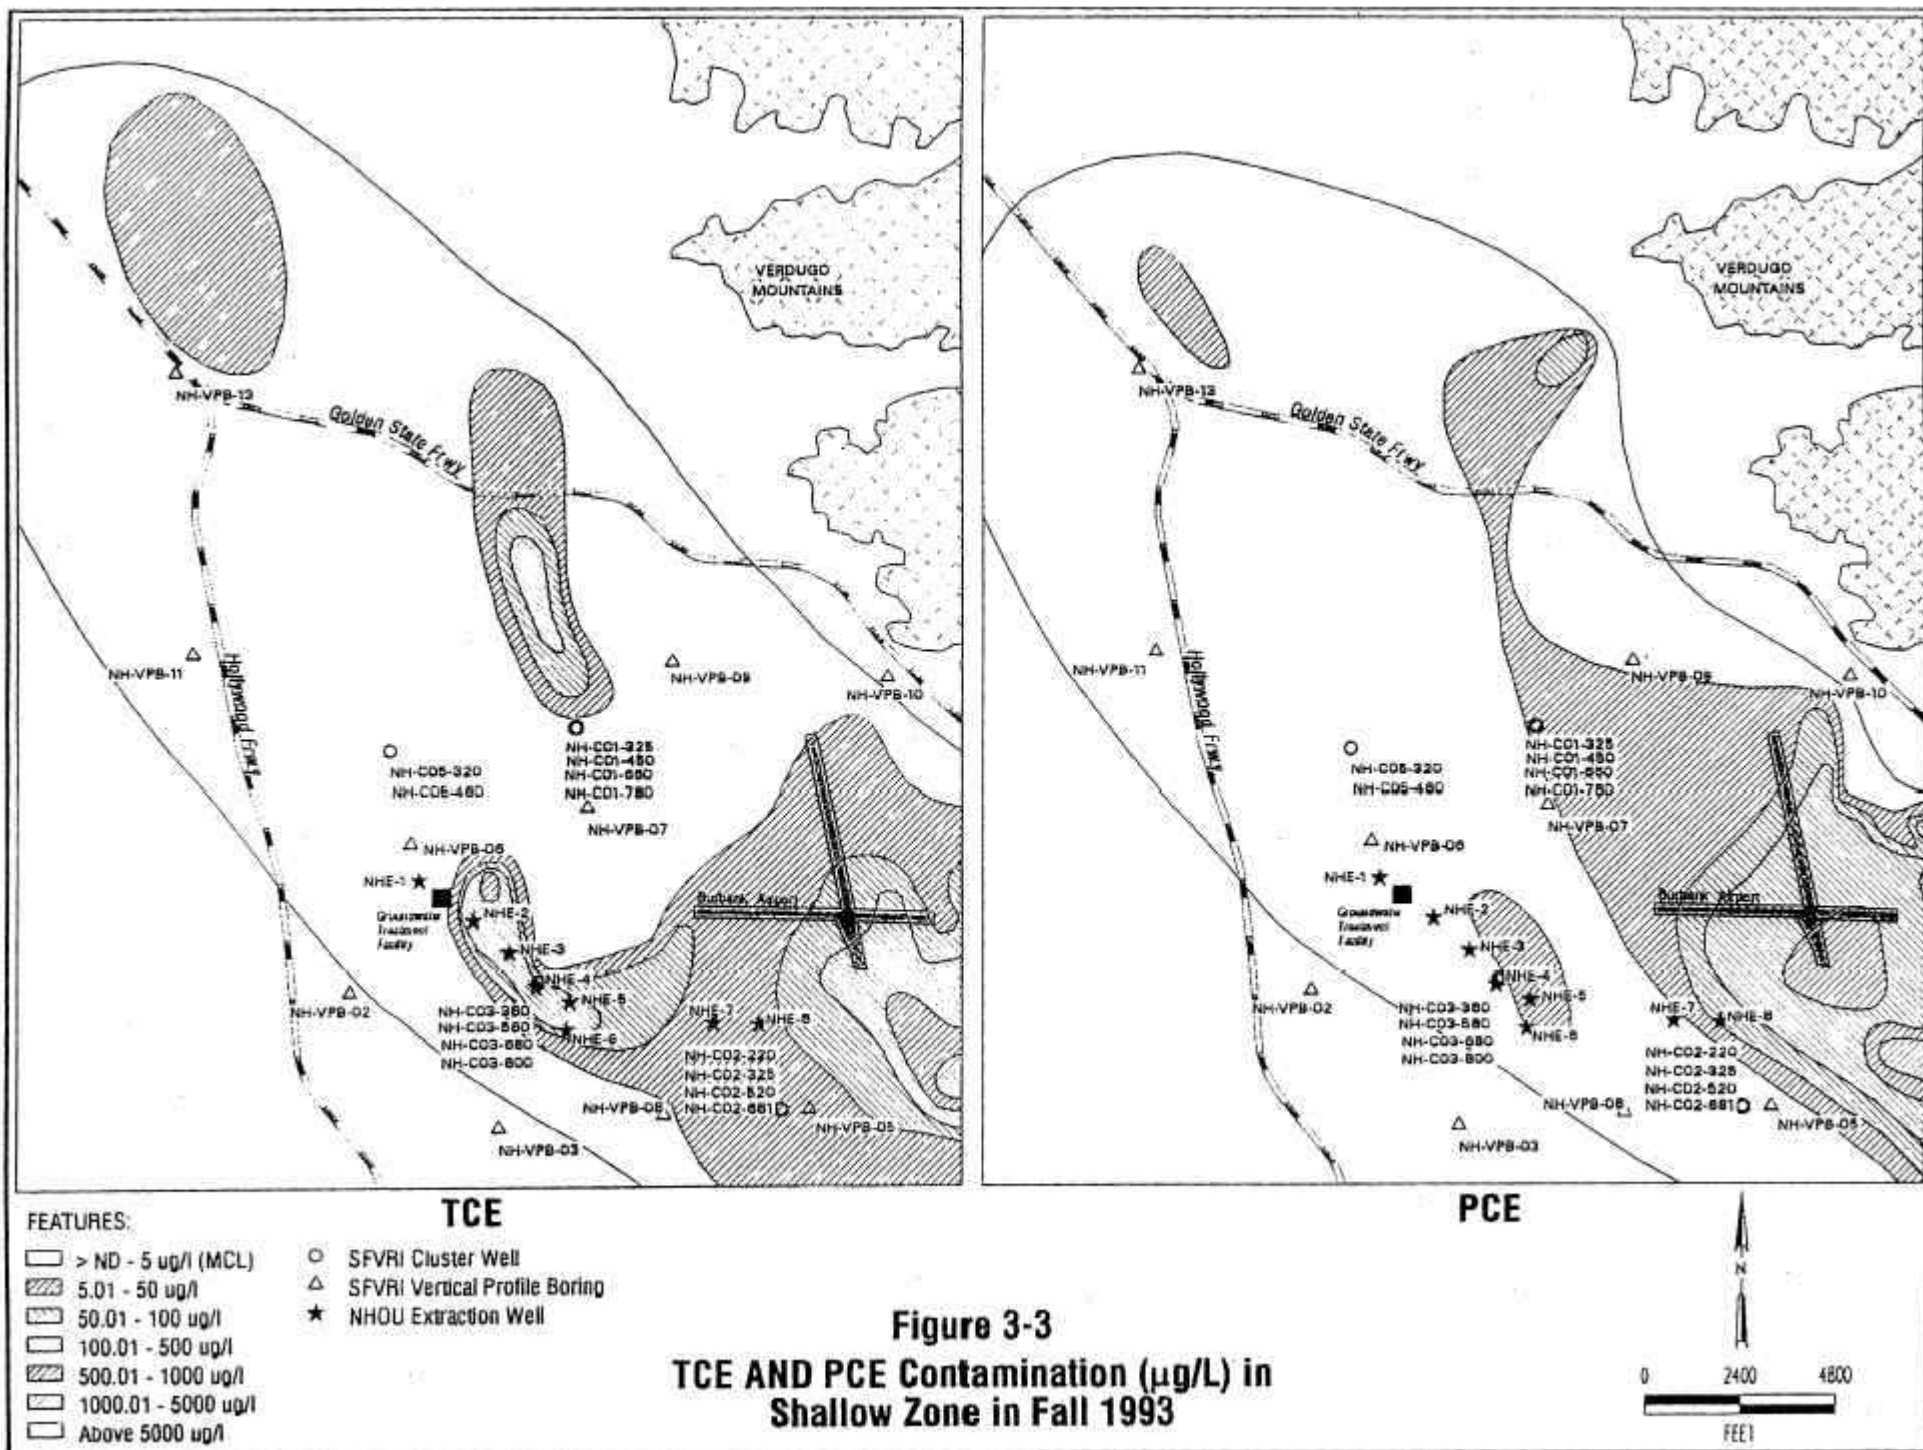 VERDUGO
MOUNTAINS
NH-VPB-13
Golden State Frwy
NH-VPB-11
Hollywood Frwy
NH-VPB-09
NH-VPB-10
NH-C01-325
NH-C01-450
NH-C01-660
NH-C01-780
NH-C05-320
NH-C05-460
NH-VPB-07
NH-VPB-06
NHE-1
NHE-2
Groundwater
Treatment
Facility
Burbank Airport
NHE-3
NHE-4
NHE-5
NH-VPB-02
NH-C03-380
NH-C03-580
NH-C03-680
NH-C03-800
NHE-6
NHE-7
NHE-8
NH-C02-220
NH-C02-325
NH-C02-520
NH-C02-681
NH-VPB-08
NH-VPB-05
NH-VPB-03
TCE
VERDUGO
MOUNTAINS
NH-VPB-13
Golden State Frwy
NH-VPB-11
Hollywood Frwy
NH-VPB-09
NH-VPB-10
NH-C01-325
NH-C01-450
NH-C01-660
NH-C01-780
NH-C05-320
NH-C05-460
NH-VPB-07
NH-VPB-06
NHE-1
NHE-2
Groundwater
Treatment
Facility
Burbank Airport
NHE-3
NHE-4
NHE-5
NH-VPB-02
NH-C03-380
NH-C03-580
NH-C03-680
NH-C03-800
NHE-6
NHE-7
NHE-8
NH-C02-220
NH-C02-325
NH-C02-520
NH-C02-681
NH-VPB-08
NH-VPB-05
NH-VPB-03
PCE
FEATURES:
> ND - 5 ug/l (MCL)
5.01 - 50 ug/l
50.01 - 100 ug/l
100.01 - 500 ug/l
500.01 - 1000 ug/l
1000.01 - 5000 ug/l
Above 5000 ug/l
SFVRI Cluster Well
SFVRI Vertical Profile Boring
NHOU Extraction Well
Figure 3-3
TCE AND PCE Contamination (µg/L) in
Shallow Zone in Fall 1993
N
0 2400 4800
FEET